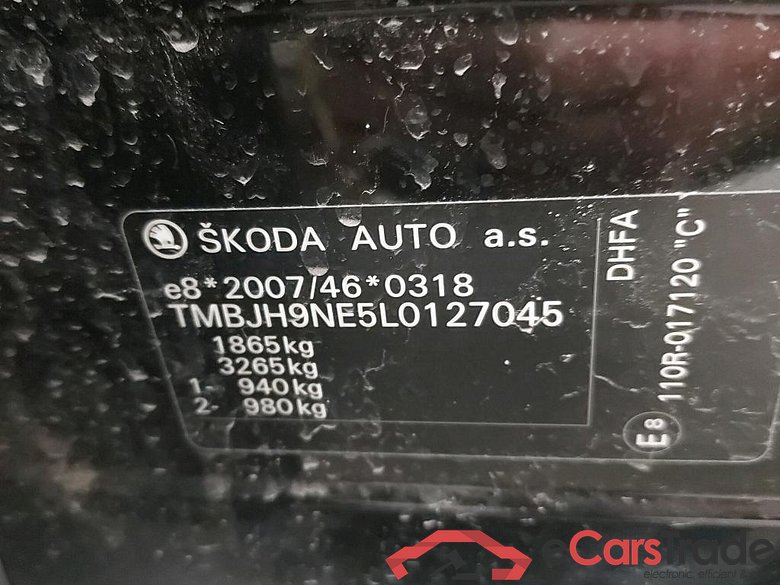 ŠKODA AUTO a.s.
e8*2007/46*0318
TMBJH9NE5L0127045
1865kg
3265kg
1- 940kg
2- 980kg
DHFA
110R-017120 "C"
E8
eCarstrade
electronic, efficient &